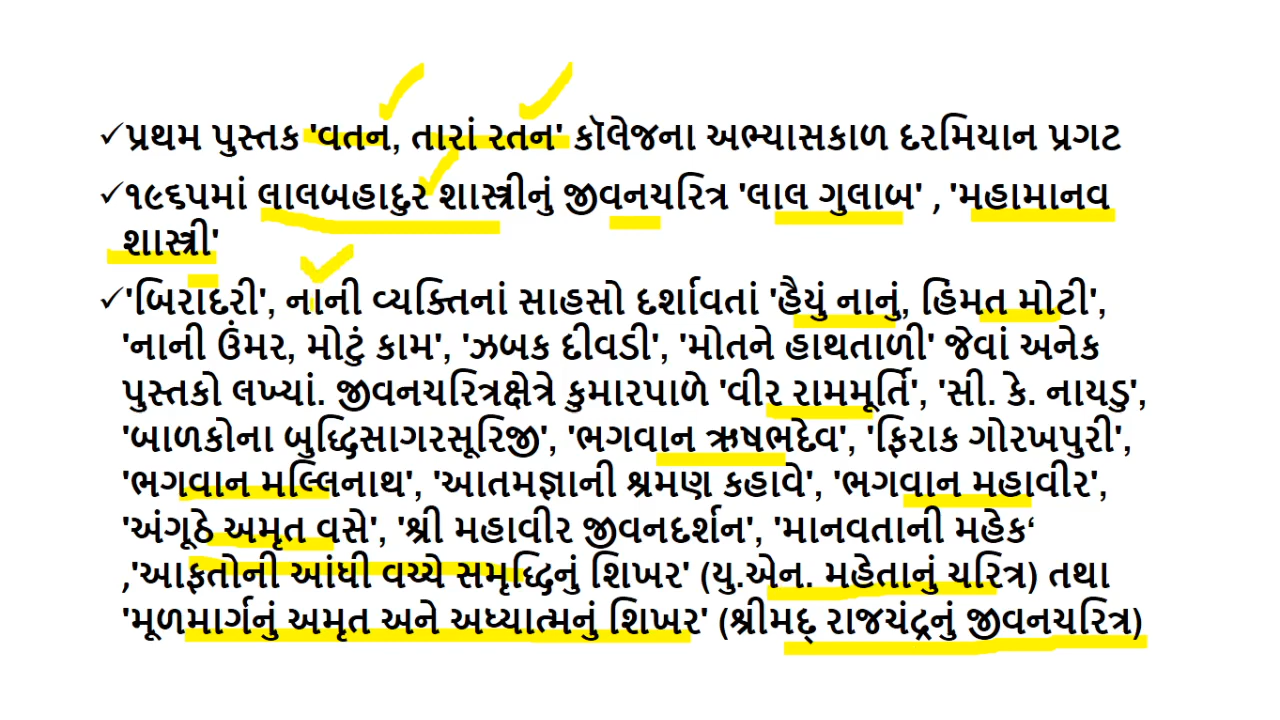 ✓પ્રથમ પુસ્તક 'વતન, તારાં રતન' કૉલેજના અભ્યાસકાળ દરમિયાન પ્રગટ
✓૧૯૬૫માં લાલબહાદુર શાસ્ત્રીનું જીવનચરિત્ર 'લાલ ગુલાબ' , 'મહામાનવ
શાસ્ત્રી'
✓'બિરાદરી', નાની વ્યક્તિનાં સાહસો દર્શાવતાં 'હૈયું નાનું, હિંમત મોટી',
'નાની ઉંમર, મોટું કામ', 'ઝબક દીવડી', 'મોતને હાથતાળી' જેવાં અનેક
પુસ્તકો લખ્યાં. જીવનચરિત્રક્ષેત્રે કુમારપાળે 'વીર રામમૂર્તિ', 'સી. કે. નાયડુ',
'બાળકોના બુદ્ધિસાગરસૂરિજી', 'ભગવાન ઋષભદેવ', 'ફિરાક ગોરખપુરી',
'ભગવાન મલ્લિનાથ', 'આતમજ્ઞાની શ્રમણ કહાવે', 'ભગવાન મહાવીર',
'અંગૂઠે અમૃત વસે', 'શ્રી મહાવીર જીવનદર્શન', 'માનવતાની મહેક‘
,'આફતોની આંધી વચ્ચે સમૃદ્ધિનું શિખર' (યુ.એન. મહેતાનું ચરિત્ર) તથા
'મૂળમાર્ગનું અમૃત અને અધ્યાત્મનું શિખર' (શ્રીમદ્ રાજચંદ્રનું જીવનચરિત્ર)